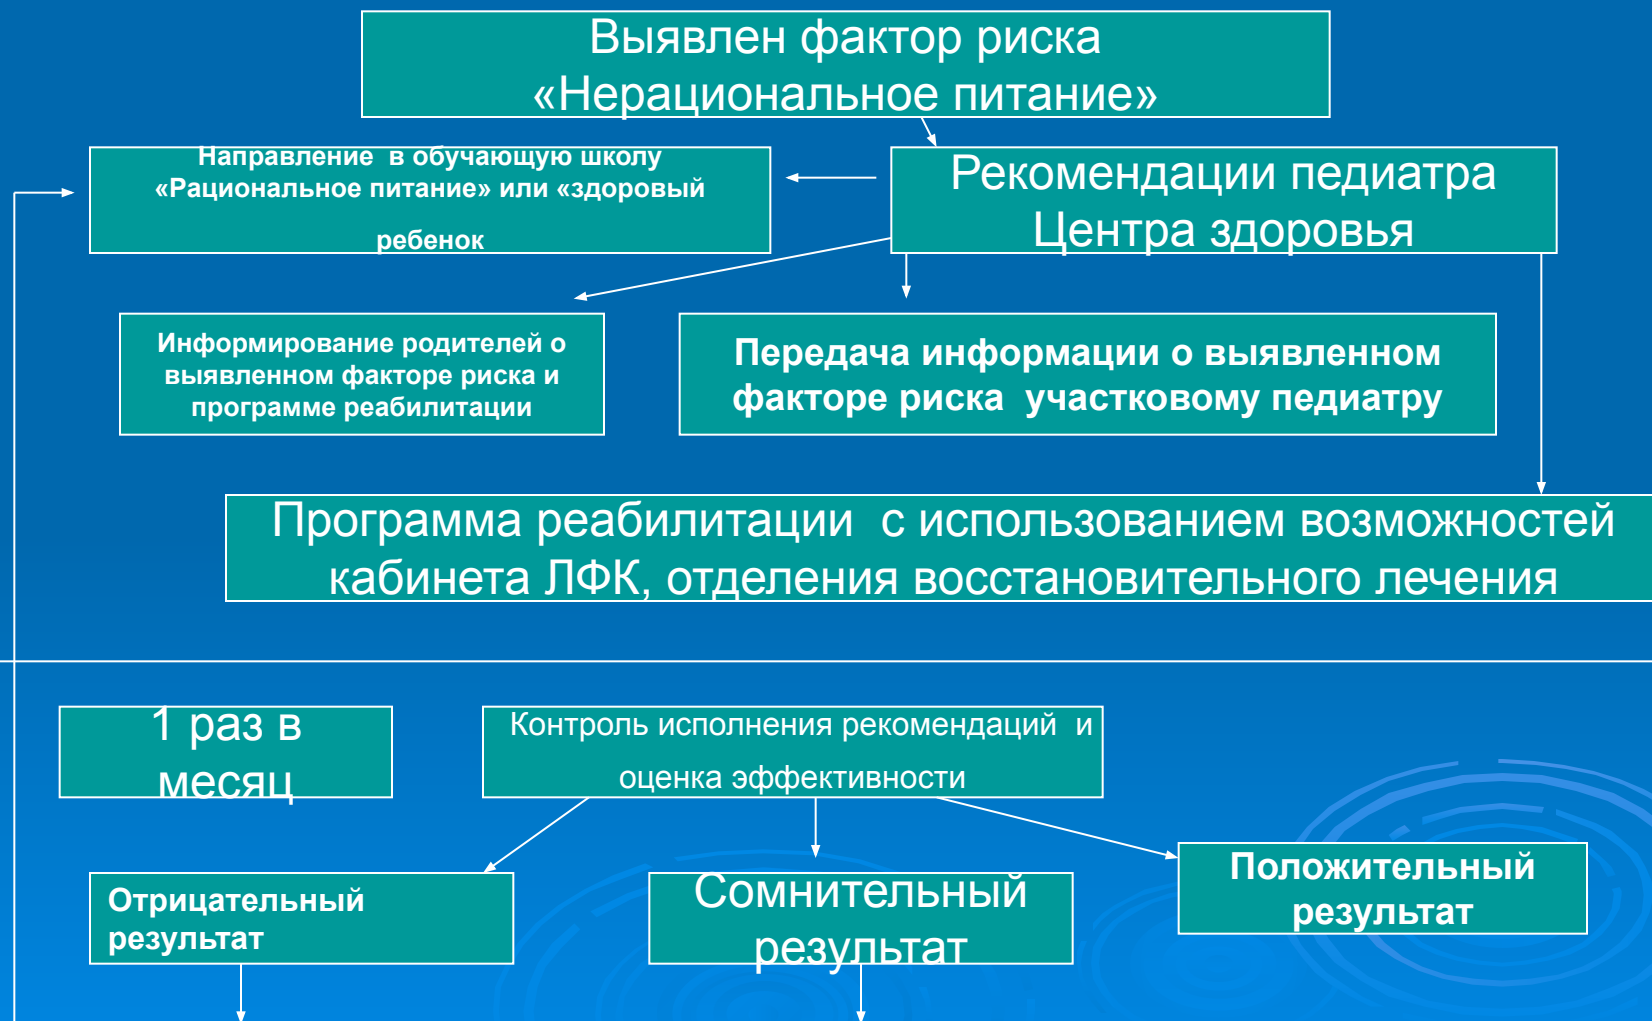 Выявлен фактор риска
«Нерациональное питание»
Направление в обучающую школу
«Рациональное питание» или «здоровый
ребенок
Рекомендации педиатра
Центра здоровья
Информирование родителей о
выявленном факторе риска и
программе реабилитации
Передача информации о выявленном
факторе риска участковому педиатру
Программа реабилитации с использованием возможностей
кабинета ЛФК, отделения восстановительного лечения
1 раз в
месяц
Контроль исполнения рекомендаций и
оценка эффективности
Отрицательный
результат
Сомнительный
результат
Положительный
результат